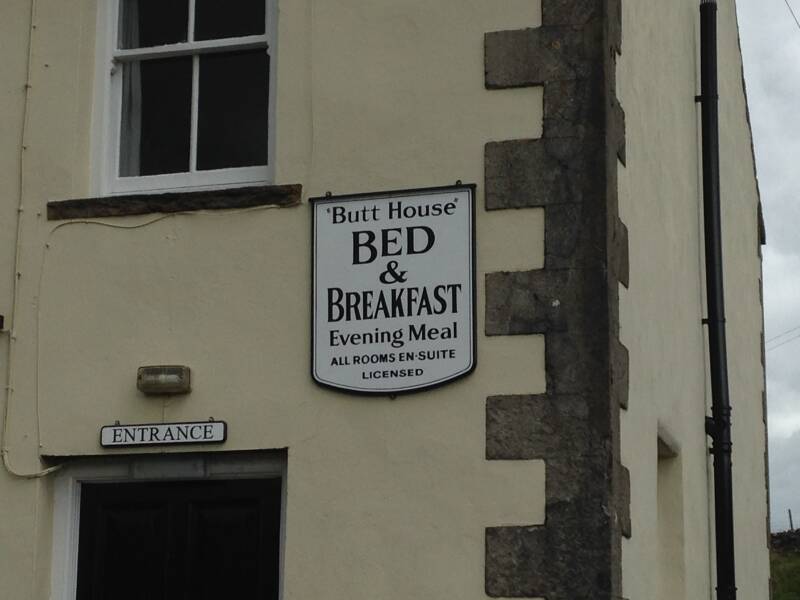 'Butt House'
BED
&
BREAKFAST
Evening Meal
ALL ROOMS EN·SUITE
LICENSED
ENTRANCE